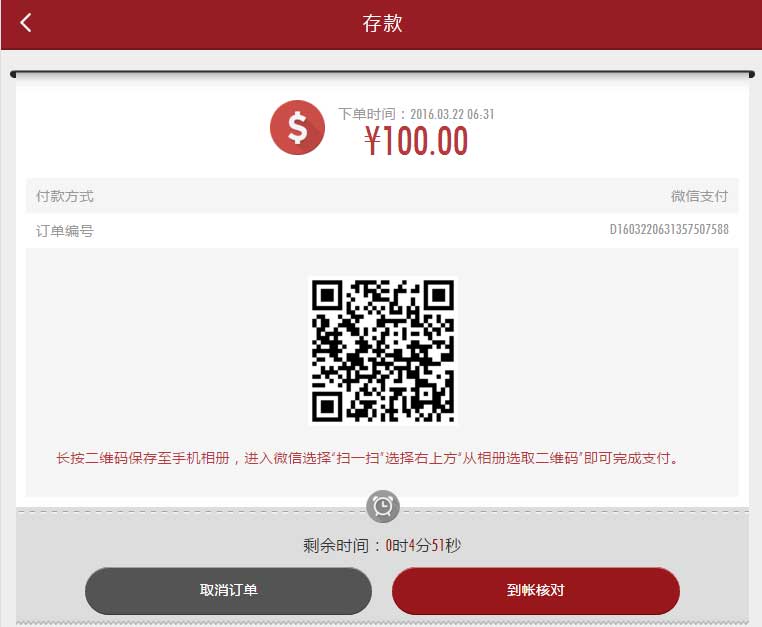 存款
下单时间：2016.03.22 06:31
¥100.00
付款方式 微信支付
订单编号 D1603220631357507588
长按二维码保存至手机相册，进入微信选择“扫一扫”选择右上方“从相册选取二维码”即可完成支付。
剩余时间：0时4分51秒
取消订单 到帐核对